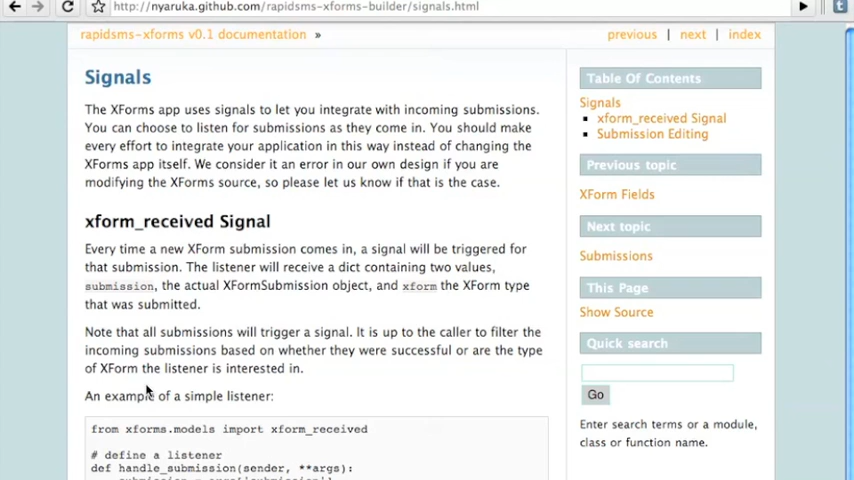 http://nyaruka.github.com/rapidsms-xforms-builder/signals.html
rapidsms-xforms v0.1 documentation »
previous | next | index
Signals
The XForms app uses signals to let you integrate with incoming submissions.
You can choose to listen for submissions as they come in. You should make
every effort to integrate your application in this way instead of changing the
XForms app itself. We consider it an error in our own design if you are
modifying the XForms source, so please let us know if that is the case.
xform_received Signal
Every time a new XForm submission comes in, a signal will be triggered for
that submission. The listener will receive a dict containing two values,
submission, the actual XFormSubmission object, and xform the XForm type
that was submitted.
Note that all submissions will trigger a signal. It is up to the caller to filter the
incoming submissions based on whether they were successful or are the type
of XForm the listener is interested in.
An example of a simple listener:
from xforms.models import xform_received
# define a listener
def handle_submission(sender, **args):
Table Of Contents
Signals
xform_received Signal
Submission Editing
Previous topic
XForm Fields
Next topic
Submissions
This Page
Show Source
Quick search
Go
Enter search terms or a module,
class or function name.